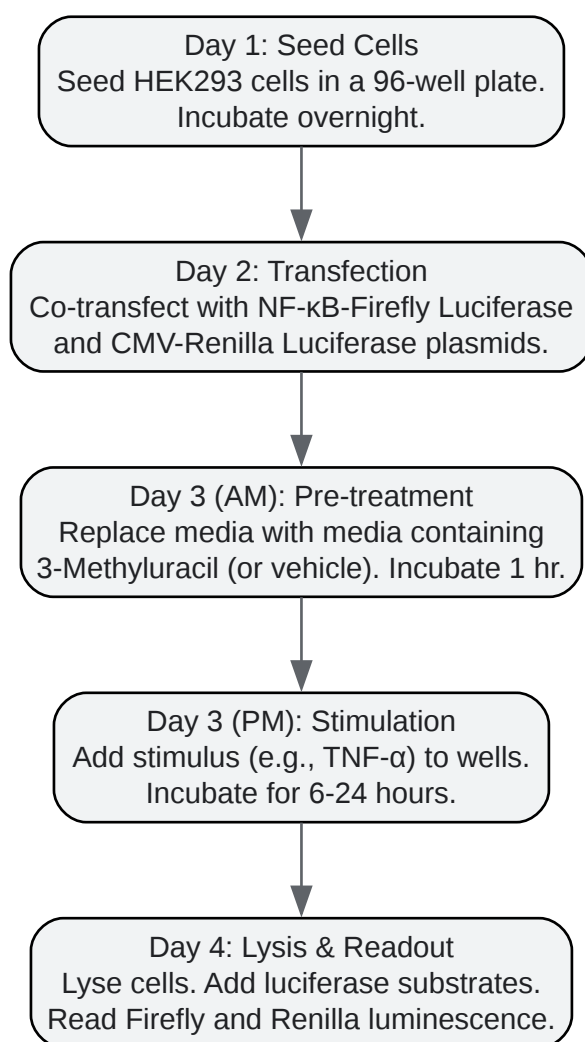 Day 1: Seed Cells
Seed HEK293 cells in a 96-well plate.
Incubate overnight.
Day 2: Transfection
Co-transfect with NF-κB-Firefly Luciferase
and CMV-Renilla Luciferase plasmids.
Day 3 (AM): Pre-treatment
Replace media with media containing
3-Methyluracil (or vehicle). Incubate 1 hr.
Day 3 (PM): Stimulation
Add stimulus (e.g., TNF-α) to wells.
Incubate for 6-24 hours.
Day 4: Lysis & Readout
Lyse cells. Add luciferase substrates.
Read Firefly and Renilla luminescence.